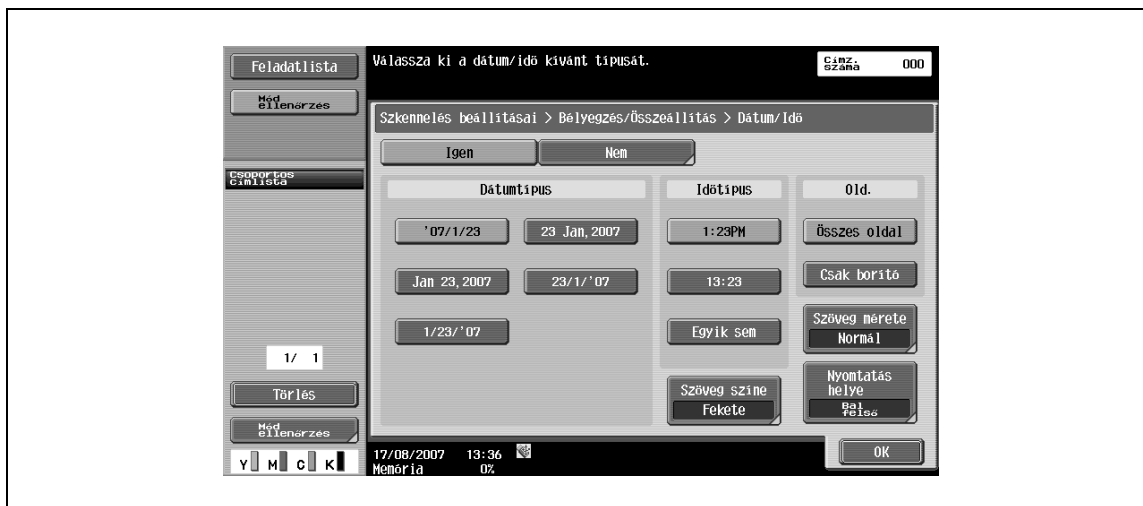 Feladatlista
Válassza ki a dátum/idő kívánt típusát.
Címz. száma 000
Mód ellenőrzés
Szkennelés beállításai > Bélyegzés/Összeállítás > Dátum/Idő
Igen Nem
Csoportos címlista
Dátumtípus Időtípus Old.
'07/1/23 23 Jan,2007 1:23PM Összes oldal
Jan 23,2007 23/1/'07 13:23 Csak borító
1/23/'07 Egyik sem
Szöveg mérete
Normál
1/ 1
Törlés
Szöveg színe
Fekete
Nyomtatás helye
Bal felső
Mód ellenőrzés
OK
Y M C K
17/08/2007 13:36
Memória 0%